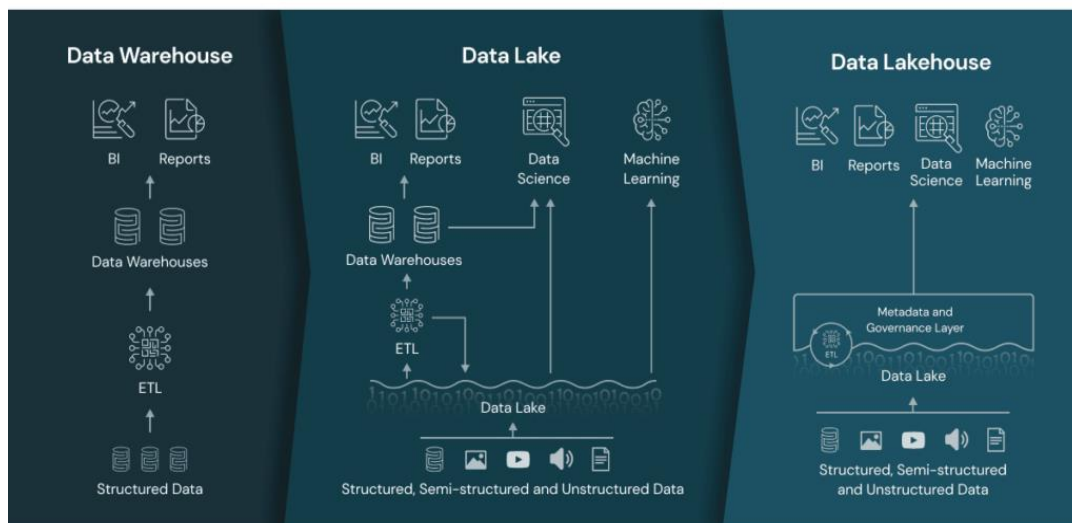 Data Warehouse
BI
Reports
Data Warehouses
ETL
Structured Data
Data Lake
BI
Reports
Data
Science
Machine
Learning
Data Warehouses
ETL
Data Lake
Structured, Semi-structured and Unstructured Data
Data Lakehouse
BI
Reports
Data
Science
Machine
Learning
Metadata and
Governance Layer
ETL
Data Lake
Structured, Semi-structured
and Unstructured Data